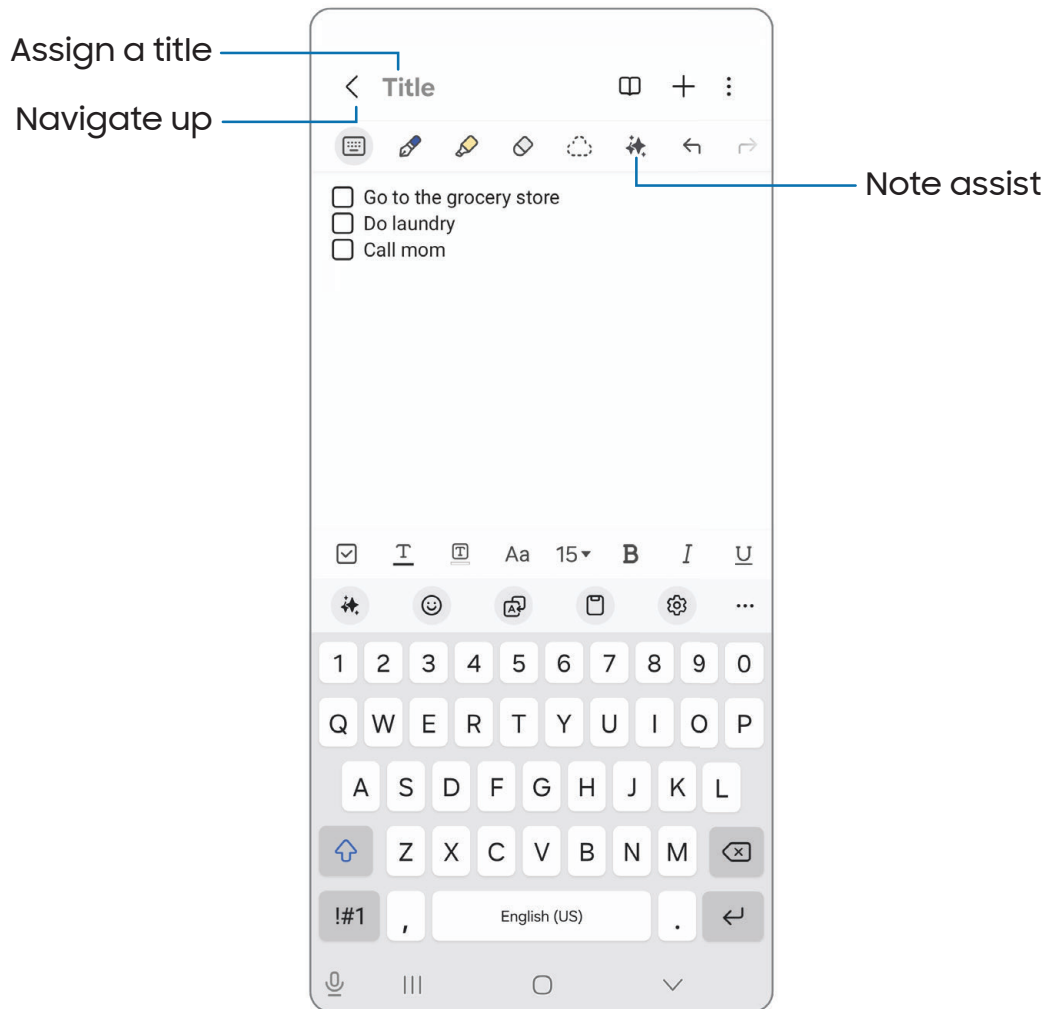 Assign a title
Title
Navigate up
Note assist
Go to the grocery store
Do laundry
Call mom
T T Aa 15 B I U
A
1 2 3 4 5 6 7 8 9 0
Q W E R T Y U I O P
A S D F G H J K L
Z X C V B N M
!#1 , English (US) .